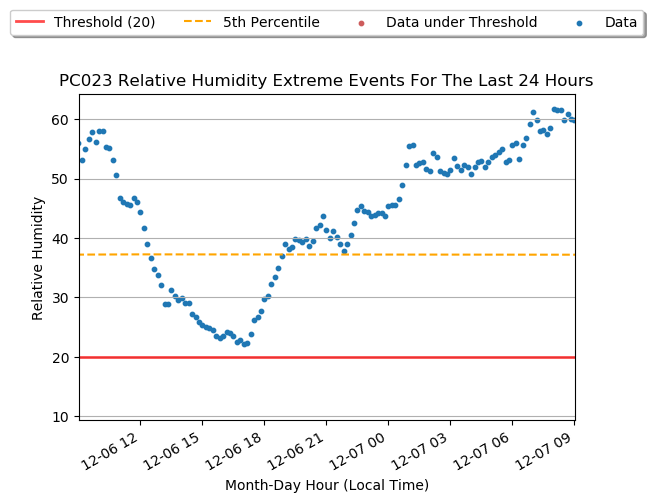 Threshold (20) 5th Percentile Data under Threshold Data
PC023 Relative Humidity Extreme Events For The Last 24 Hours
60
50
40
30
20
10
Relative Humidity
12-06 12 12-06 15 12-06 18 12-06 21 12-07 00 12-07 03 12-07 06 12-07 09
Month-Day Hour (Local Time)